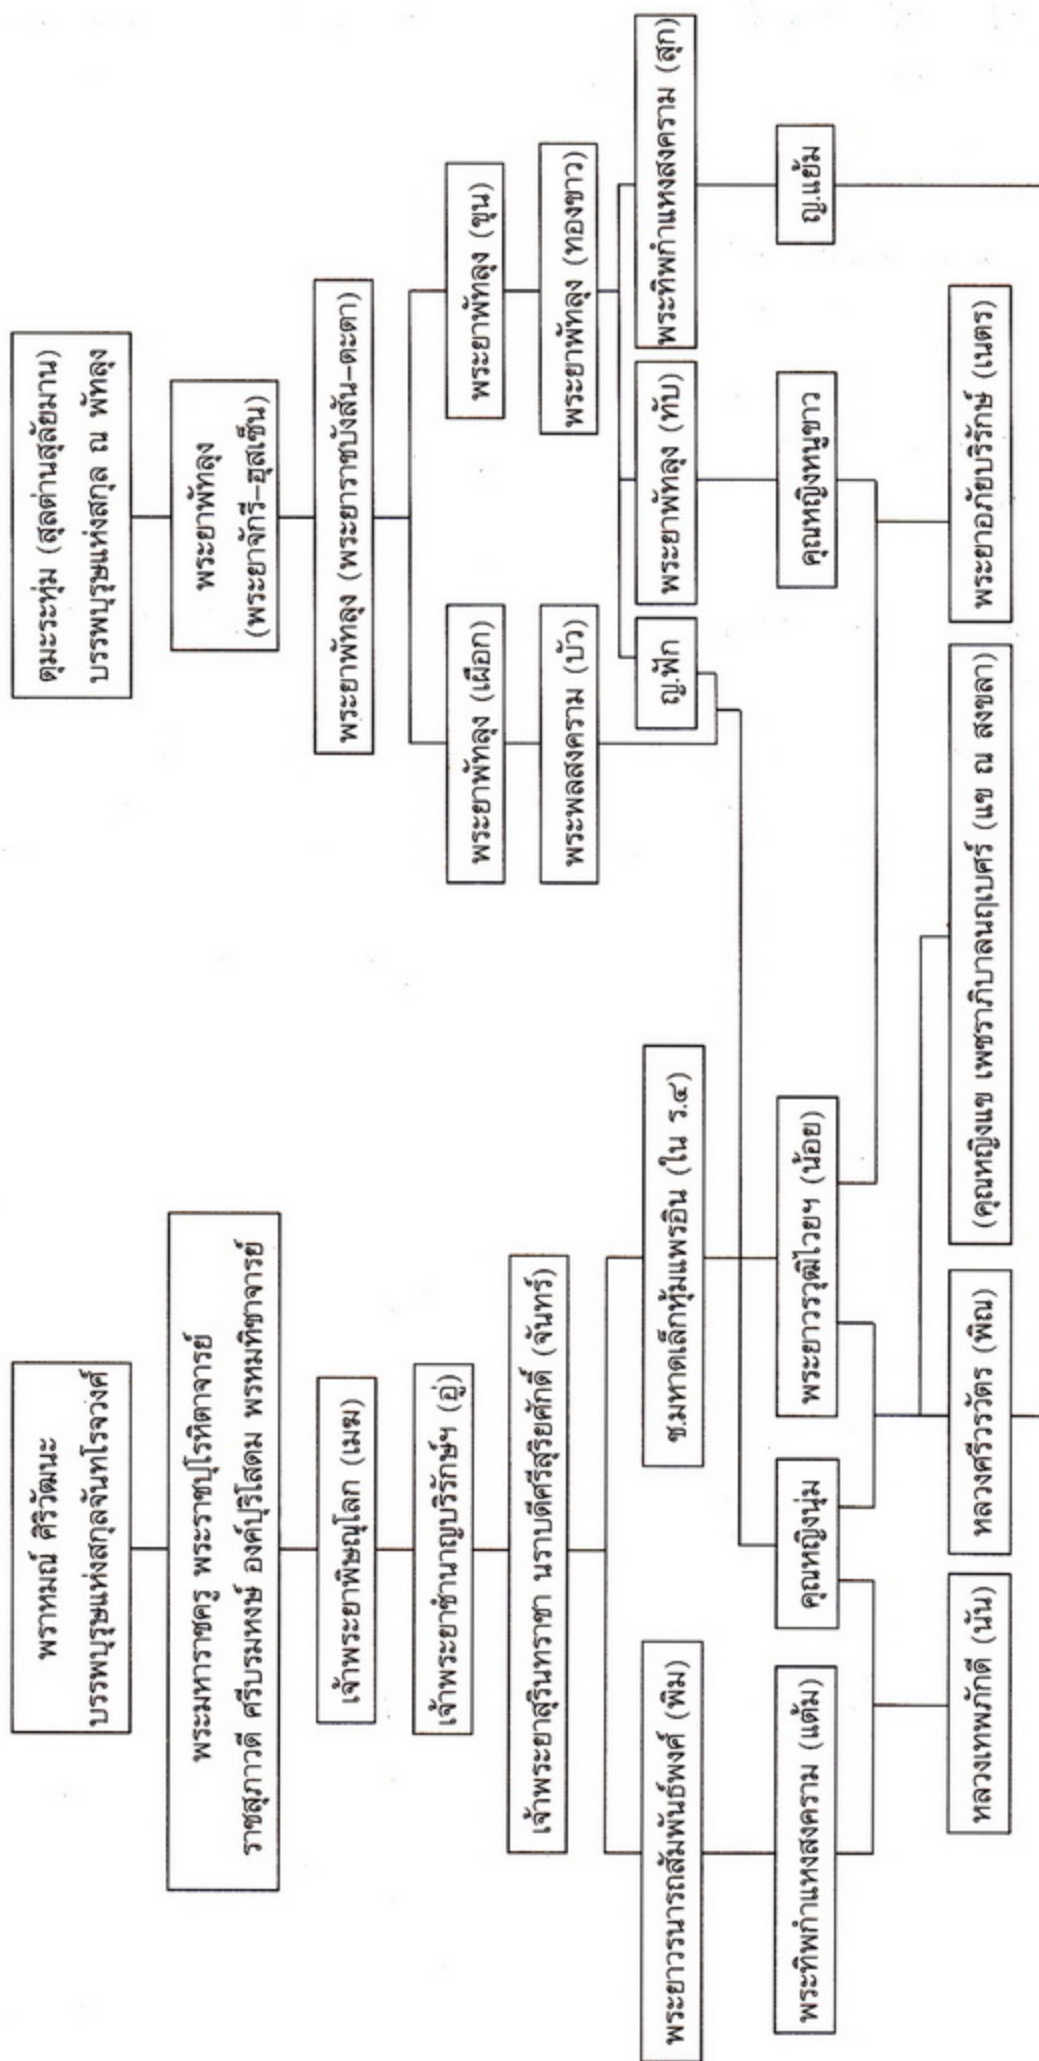 พราหมณ์ ศิริวัฒนะ
บรรพบุรุษแห่งสกุลจันทโรจวงศ์
ตุมะระหุ่ม (สุลต่านสุลัยมาน)
บรรพบุรุษแห่งสกุล ณ พัทลุง
พระมหาราชครู พระราชปุโรหิตาจารย์
ราชสุภาวดี ศรีบรมหงษ์ องค์ปุริโสดม พรหมทิชาจารย์
พระยาพัทลุง
(พระยาจักรี-ฮุสเซ็น)
เจ้าพระยาพิษณุโลก (เมฆ)
พระยาพัทลุง (พระยาราชบังสัน-ตะตา)
เจ้าพระยาชำนาญบริรักษ์ฯ (อู่)
พระยาพัทลุง (เผือก)
พระยาพัทลุง (ขุน)
เจ้าพระยาสุรินทราชา นราบดีศรีสุริยศักดิ์ (จันทร์)
พระพลสงคราม (บัว)
พระยาพัทลุง (ทองขาว)
พระยาวรนารถสัมพันธ์พงศ์ (พิม)
ช.มหาดเล็กหุ้มแพรอิน (ใน ร.๔)
ญ.ฟัก
พระยาพัทลุง (ทับ)
พระทิพกำแหงสงคราม (สุก)
พระทิพกำแหงสงคราม (แต้ม)
คุณหญิงนุ่ม
พระยาวรวุฒิไวยฯ (น้อย)
คุณหญิงหนูขาว
ญ.แย้ม
หลวงเทพภักดี (นัน)
หลวงศรีวรวัตร (พิณ)
(คุณหญิงแข เพชราภิบาลนฤเบศร์ (แข ณ สงขลา)
พระยาอภัยบริรักษ์ (เนตร)